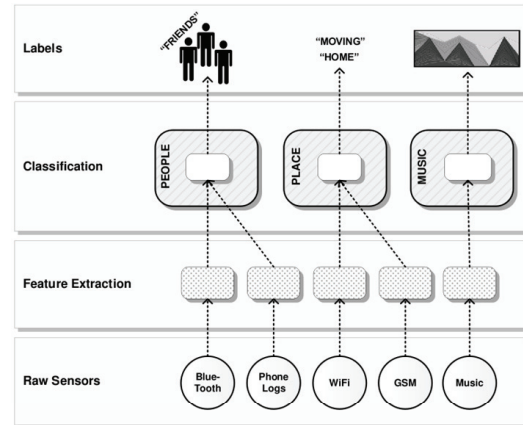 Labels
"FRIENDS"
"MOVING"
"HOME"
Classification
PEOPLE
PLACE
MUSIC
Feature Extraction
Raw Sensors
Blue-
Tooth
Phone
Logs
WiFi
GSM
Music